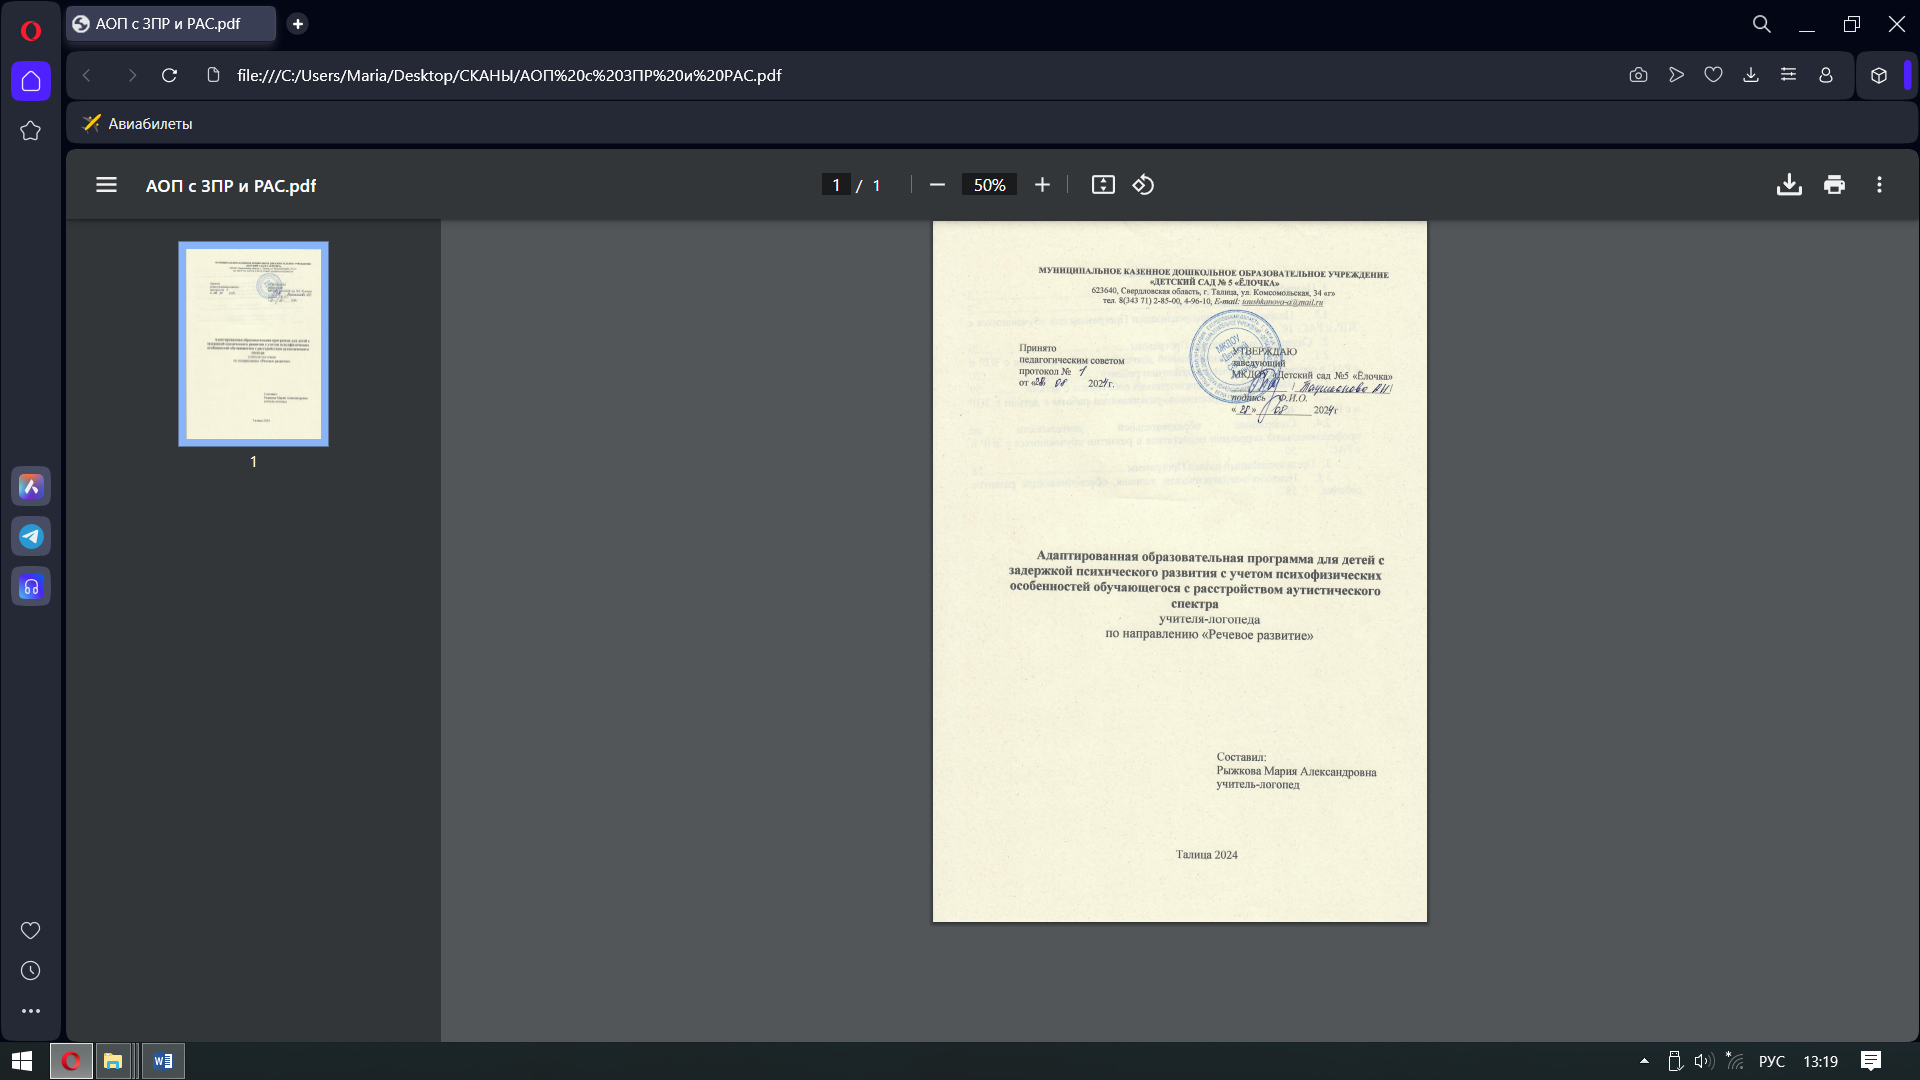 АОП с ЗПР и РАС.pdf
file:///C:/Users/Maria/Desktop/СКАНЫ/АОП%20с%20ЗПР%20и%20РАС.pdf
Авиабилеты
АОП с ЗПР и РАС.pdf
1 / 1
50%
1
МУНИЦИПАЛЬНОЕ КАЗЕННОЕ ДОШКОЛЬНОЕ ОБРАЗОВАТЕЛЬНОЕ УЧРЕЖДЕНИЕ
«ДЕТСКИЙ САД № 5 «ЁЛОЧКА»
623640, Свердловская область, г. Талица, ул. Комсомольская, 34 «г»
тел. 8(343 71) 2-85-00, 4-96-10, E-mail:
Принято
педагогическим советом
протокол № 1
от «28» 08 2024г.
УТВЕРЖДАЮ
заведующий
МКДОУ «Детский сад №5 «Ёлочка»
подпись Ф.И.О.
«28» 08 2024г
Адаптированная образовательная программа для детей с
задержкой психического развития с учетом психофизических
особенностей обучающегося с расстройством аутистического
спектра
учителя-логопеда
по направлению «Речевое развитие»
Составил:
Рыжкова Мария Александровна
учитель-логопед
Талица 2024
РУС
13:19